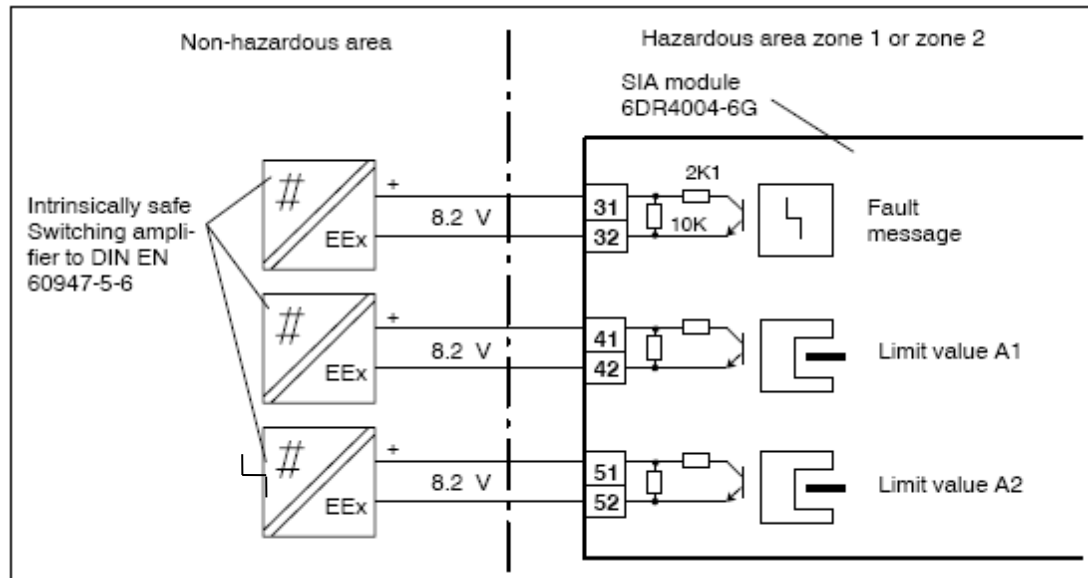 Non-hazardous area
Hazardous area zone 1 or zone 2
SIA module
6DR4004-6G
Intrinsically safe
Switching ampli-
fier to DIN EN
60947-5-6
#
EEx
+
8.2 V
31
32
2K1
10K
Fault
message
#
EEx
+
8.2 V
41
42
Limit value A1
#
EEx
+
8.2 V
51
52
Limit value A2